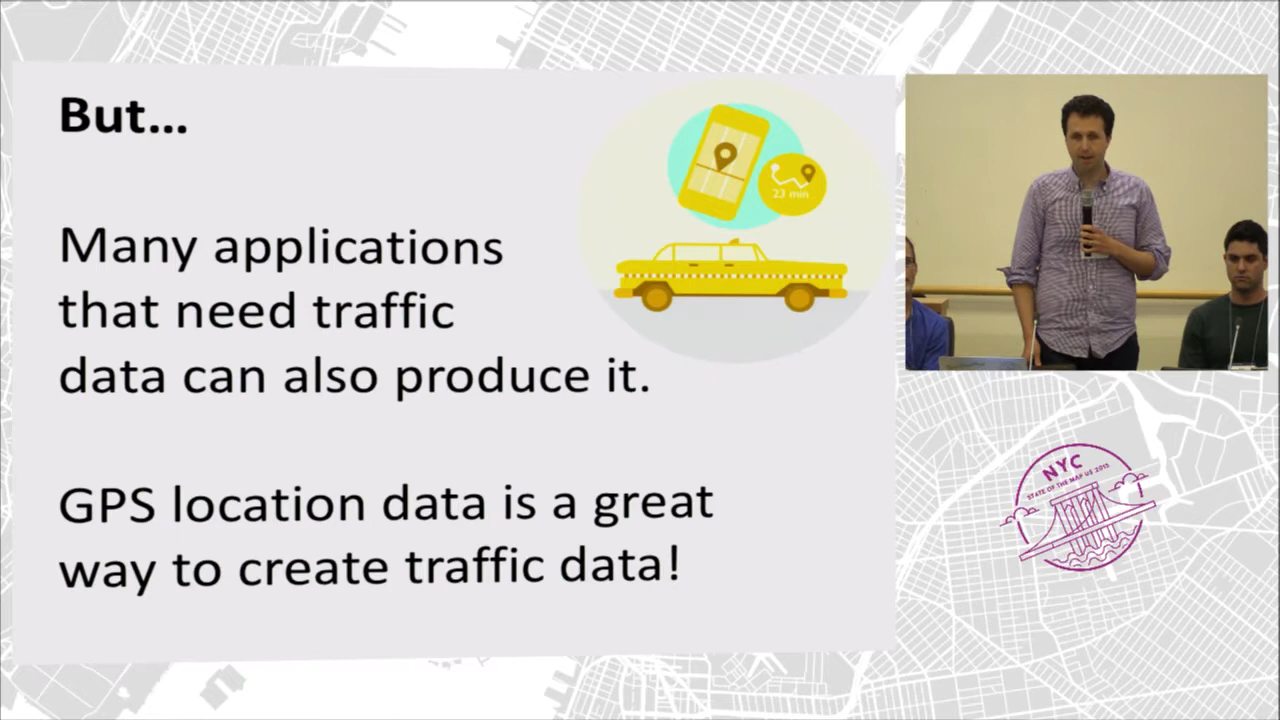 But...
Many applications
that need traffic
data can also produce it.
GPS location data is a great
way to create traffic data!
23 min
NYC
STATE OF THE MAP US 2015